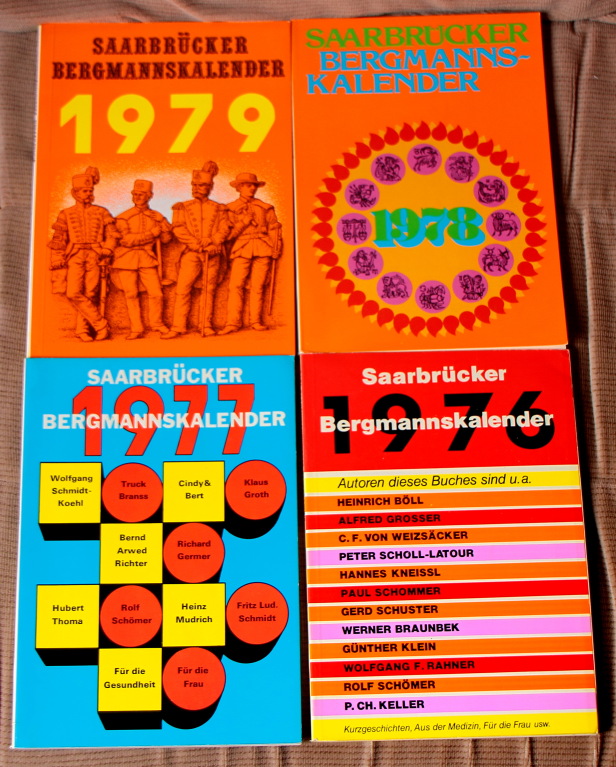 SAARBRÜCKER
BERGMANNSKALENDER
1979
SAARBRÜCKER
BERGMANNS-
KALENDER
1978
SAARBRÜCKER
1977
BERGMANNSKALENDER
Wolfgang
Schmidt-
Koehl
Truck
Branss
Cindy &
Bert
Klaus
Groth
Bernd
Arwed
Richter
Richard
Germer
Hubert
Thoma
Rolf
Schömer
Heinz
Mudrich
Fritz Lud.
Schmidt
Für die
Gesundheit
Für die
Frau
Saarbrücker
1976
Bergmannskalender
Autoren dieses Buches sind u.a.
HEINRICH BÖLL
ALFRED GROSSER
C. F. VON WEIZSÄCKER
PETER SCHOLL-LATOUR
HANNES KNEISSL
PAUL SCHOMMER
GERD SCHUSTER
WERNER BRAUNBEK
GÜNTHER KLEIN
WOLFGANG F. RAHNER
ROLF SCHÖMER
P. CH. KELLER
Kurzgeschichten, Aus der Medizin, Für die Frau usw.